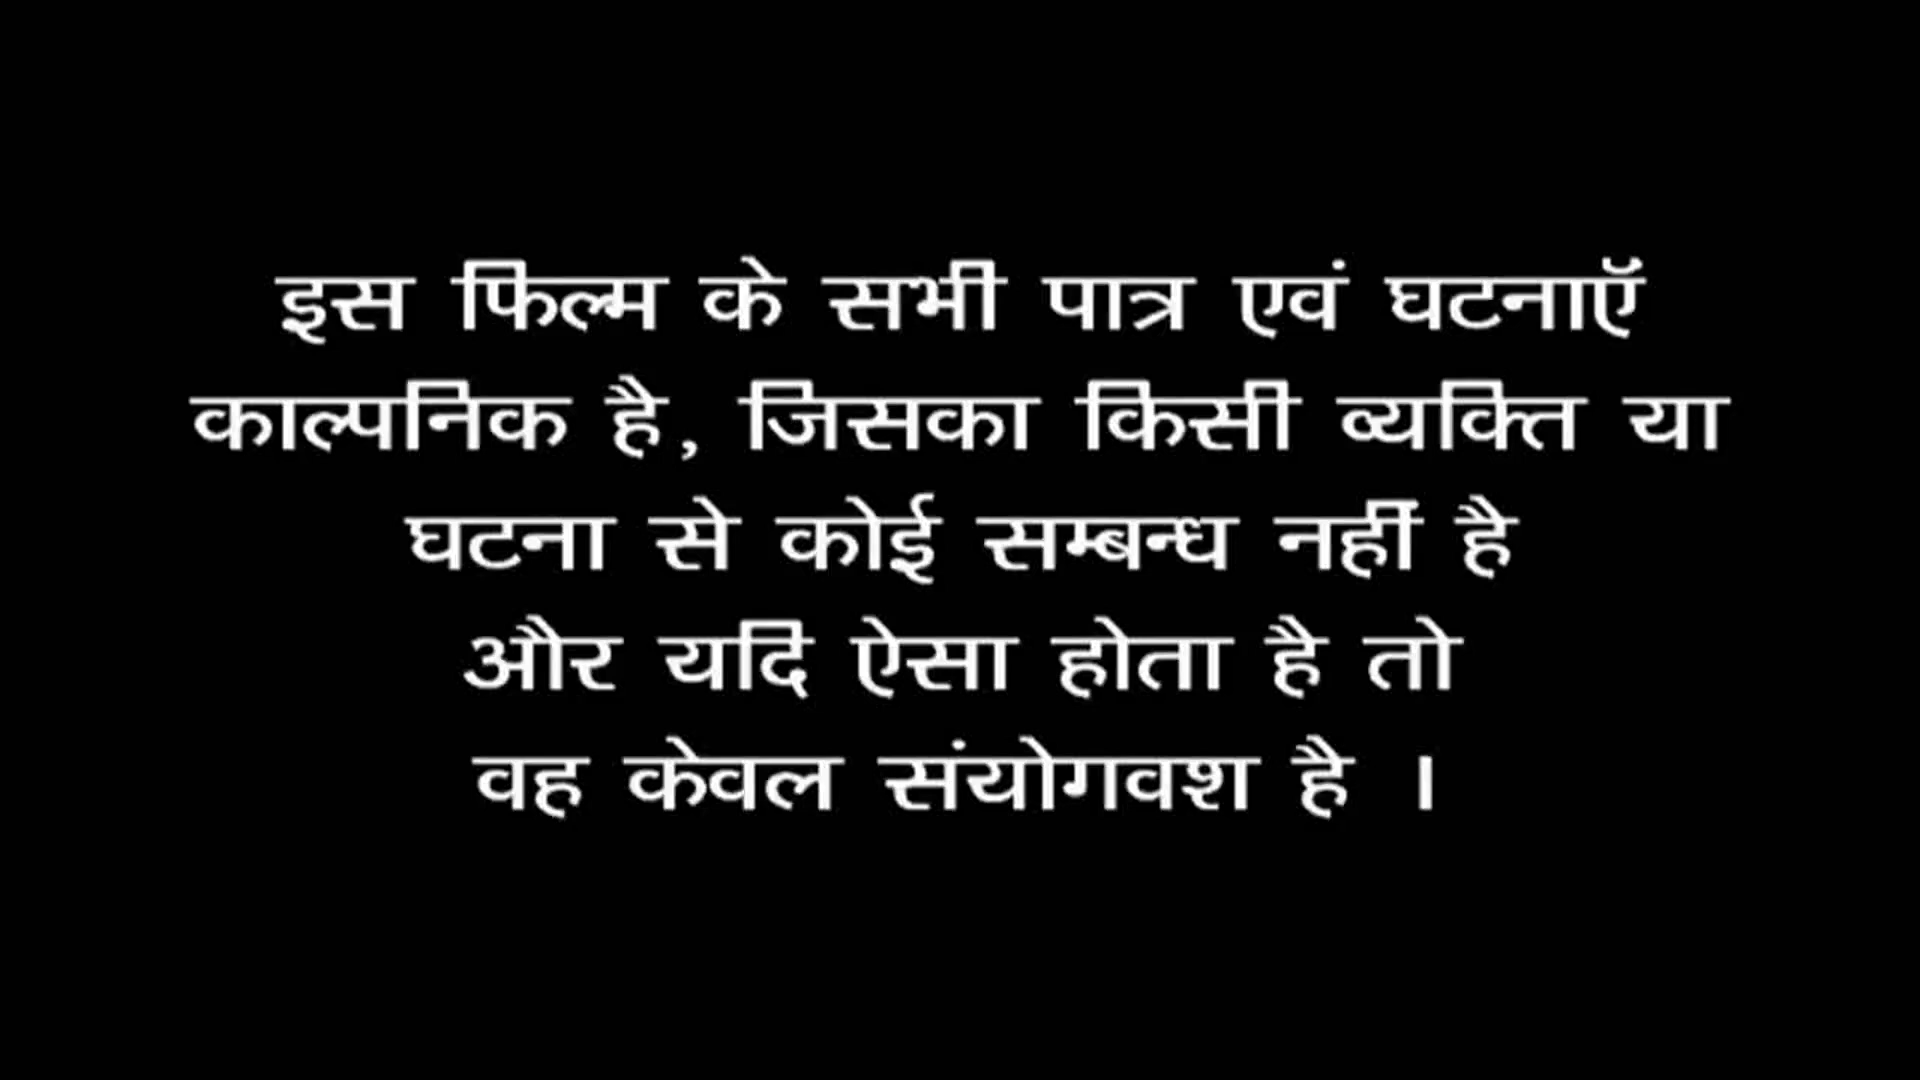 इस फिल्म के सभी पात्र एवं घटनाऍ
काल्पनिक है, जिसका किसी व्यक्ति या
घटना से कोई सम्बन्ध नहीं है
और यदि ऐसा होता है तो
वह केवल संयोगवश है ।